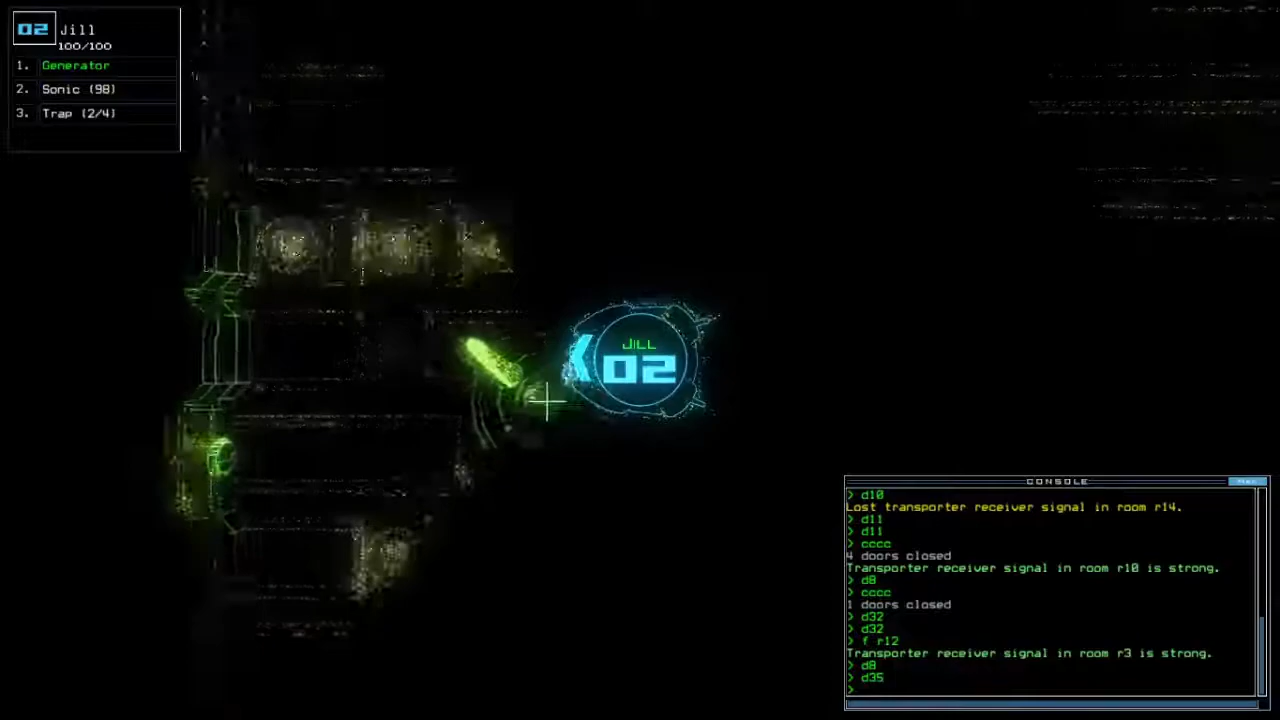 02 Jill
100/100
1. Generator
2. Sonic (98)
3. Trap (2/4)
JILL
02
CONSOLE
> d10
Lost transporter receiver signal in room r14.
> d11
> d11
> cccc
4 doors closed
Transporter receiver signal in room r10 is strong.
> d8
> cccc
1 doors closed
> d32
> d32
> f r12
Transporter receiver signal in room r3 is strong.
> d8
> d35
>